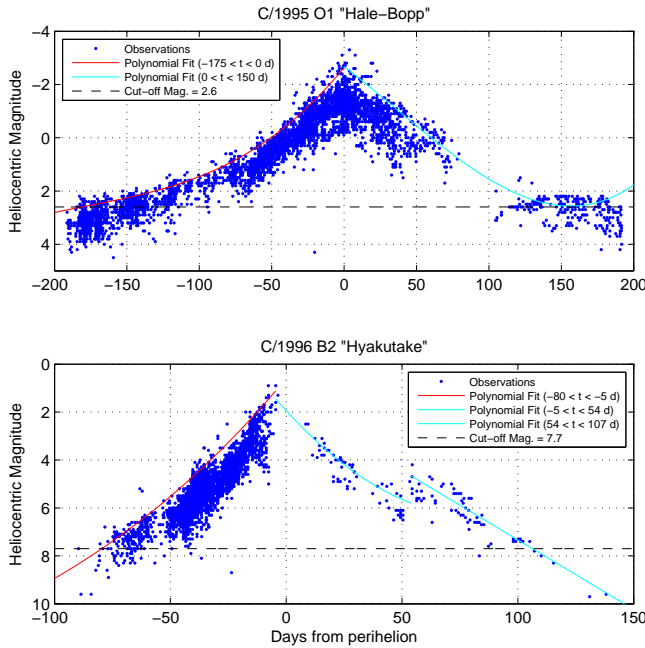 C/1995 O1 "Hale−Bopp"
−4
−2
0
2
4
Heliocentric Magnitude
Observations
Polynomial Fit (−175 < t < 0 d)
Polynomial Fit (0 < t < 150 d)
Cut−off Mag. = 2.6
−200 −150 −100 −50 0 50 100 150 200
C/1996 B2 "Hyakutake"
0
2
4
6
8
10
Heliocentric Magnitude
Observations
Polynomial Fit (−80 < t < −5 d)
Polynomial Fit (−5 < t < 54 d)
Polynomial Fit (54 < t < 107 d)
Cut−off Mag. = 7.7
−100 −50 0 50 100 150
Days from perihelion